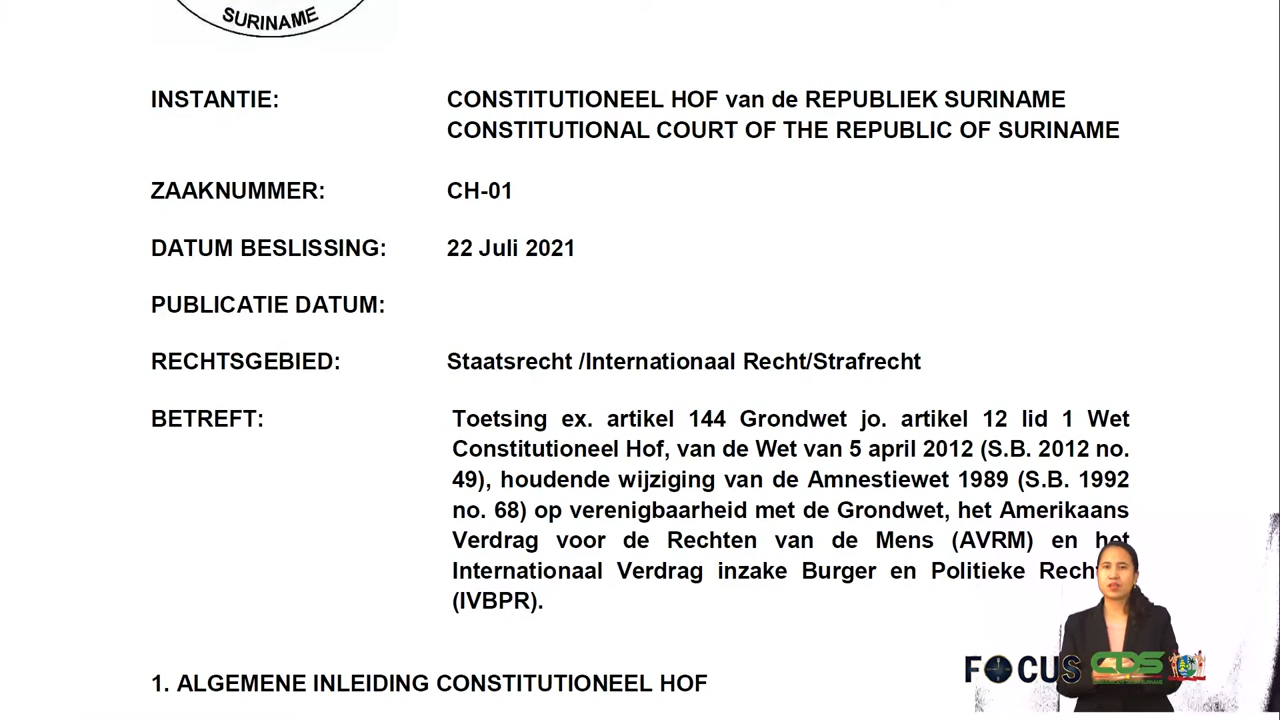 SURINAME
INSTANTIE: CONSTITUTIONEEL HOF van de REPUBLIEK SURINAME
CONSTITUTIONAL COURT OF THE REPUBLIC OF SURINAME
ZAAKNUMMER: CH-01
DATUM BESLISSING: 22 Juli 2021
PUBLICATIE DATUM:
RECHTSGEBIED: Staatsrecht /Internationaal Recht/Strafrecht
BETREFT: Toetsing ex. artikel 144 Grondwet jo. artikel 12 lid 1 Wet
Constitutioneel Hof, van de Wet van 5 april 2012 (S.B. 2012 no.
49), houdende wijziging van de Amnestiewet 1989 (S.B. 1992
no. 68) op verenigbaarheid met de Grondwet, het Amerikaans
Verdrag voor de Rechten van de Mens (AVRM) en het
Internationaal Verdrag inzake Burger en Politieke
(IVBPR).
FOCUS CDS
1. ALGEMENE INLEIDING CONSTITUTIONEEL HOF